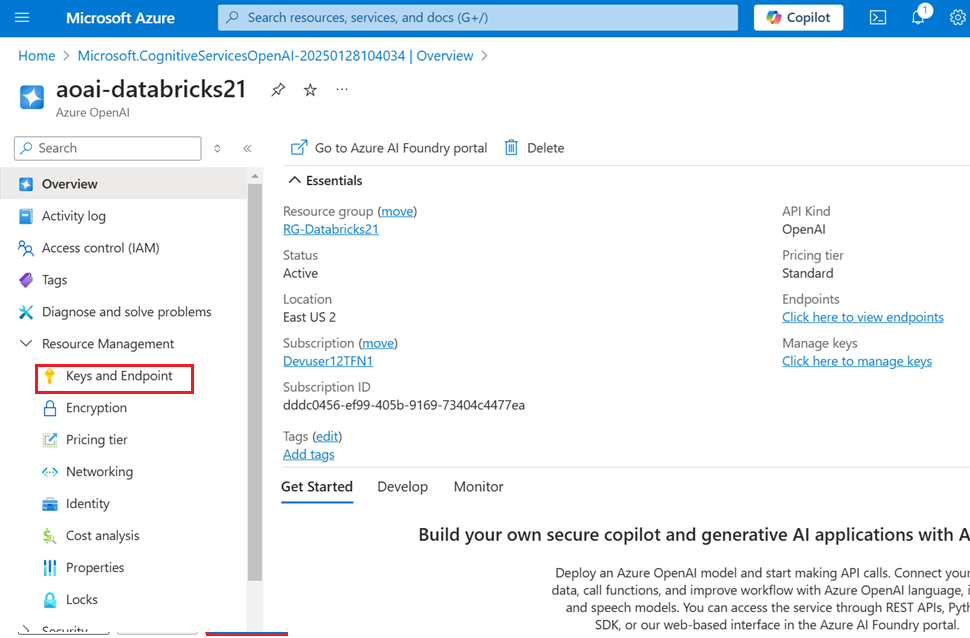 Microsoft Azure
Search resources, services, and docs (G+/)
Copilot
1
Home > Microsoft.CognitiveServicesOpenAI-20250128104034 | Overview >
aoai-databricks21
...
Azure OpenAI
Search
Go to Azure AI Foundry portal
Delete
Overview
Activity log
Access control (IAM)
Tags
Diagnose and solve problems
Resource Management
Keys and Endpoint
Encryption
Pricing tier
Networking
Identity
Cost analysis
Properties
Locks
Security
Essentials
Resource group (move)
RG-Databricks21
Status
Active
Location
East US 2
Subscription (move)
Devuser12TFN1
Subscription ID
dddc0456-ef99-405b-9169-73404c4477ea
Tags (edit)
Add tags
API Kind
OpenAI
Pricing tier
Standard
Endpoints
Click here to view endpoints
Manage keys
Click here to manage keys
Get Started
Develop
Monitor
Build your own secure copilot and generative AI applications with A
Deploy an Azure OpenAI model and start making API calls. Connect your
data, call functions, and improve workflow with Azure OpenAI language, i
and speech models. You can access the service through REST APIs, Pyth
SDK, or our web-based interface in the Azure AI Foundry portal.